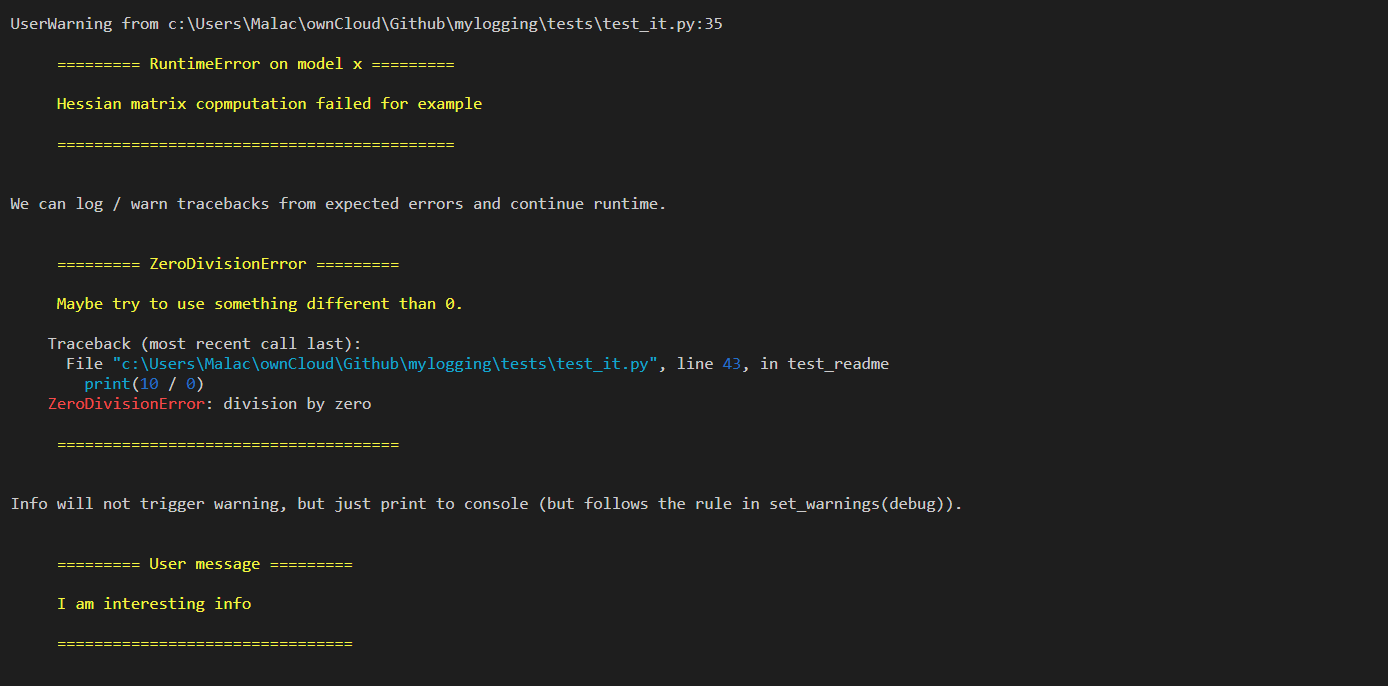 UserWarning from c:\Users\Malac\ownCloud\Github\mylogging\tests\test_it.py:35
========= RuntimeError on model x =========
Hessian matrix copmputation failed for example
===========================================
We can log / warn tracebacks from expected errors and continue runtime.
========= ZeroDivisionError =========
Maybe try to use something different than 0.
Traceback (most recent call last):
File "c:\Users\Malac\ownCloud\Github\mylogging\tests\test_it.py", line 43, in test_readme
print(10 / 0)
ZeroDivisionError: division by zero
=====================================
Info will not trigger warning, but just print to console (but follows the rule in set_warnings(debug)).
========= User message =========
I am interesting info
================================